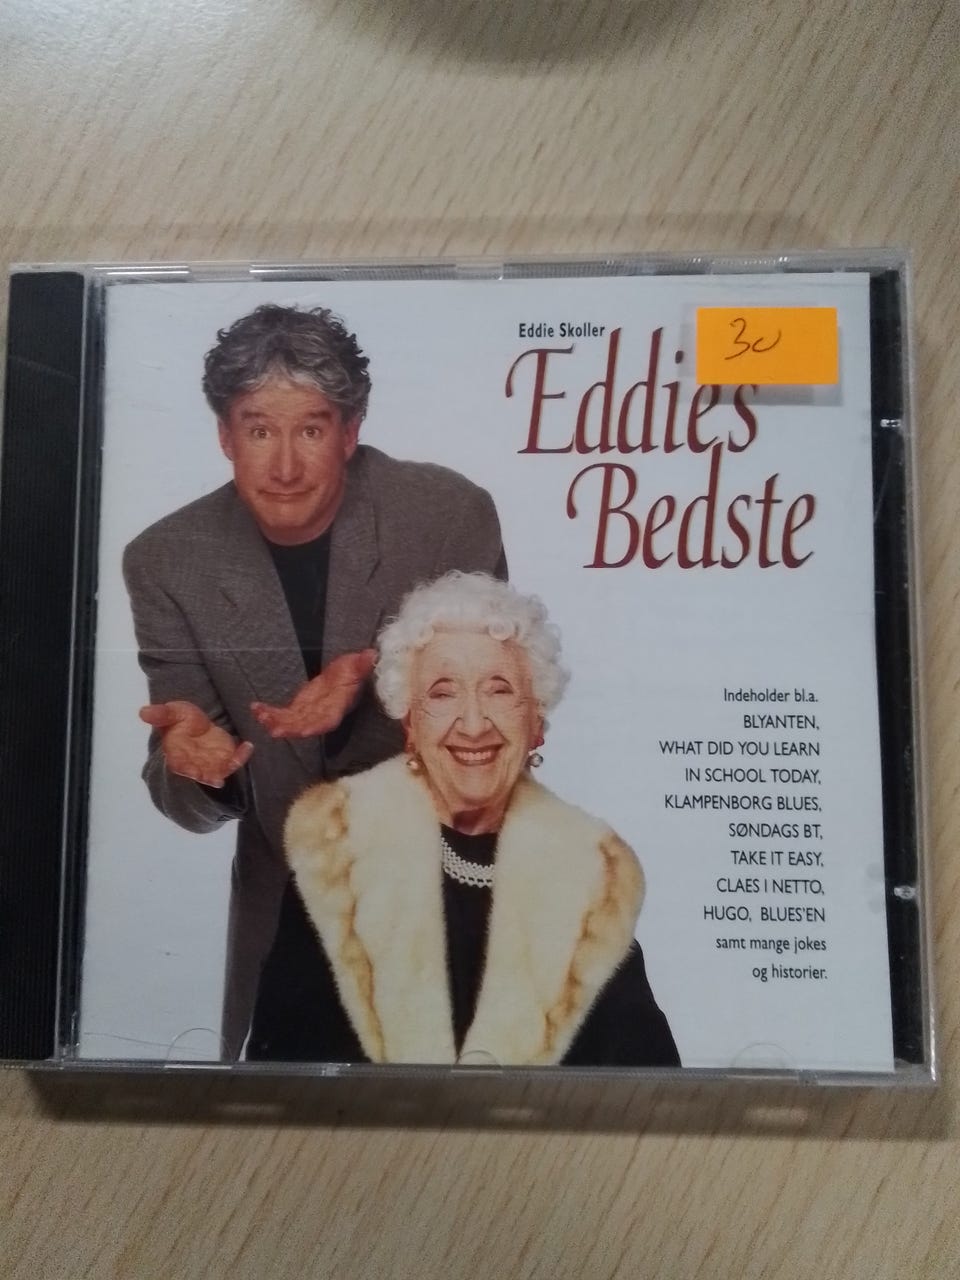 Eddie Skoller
30
Eddies
Bedste
Indeholder bl.a.
BLYANTEN,
WHAT DID YOU LEARN
IN SCHOOL TODAY,
KLAMPENBORG BLUES,
SØNDAGS BT,
TAKE IT EASY,
CLAES I NETTO,
HUGO, BLUES'EN
samt mange jokes
og historier.